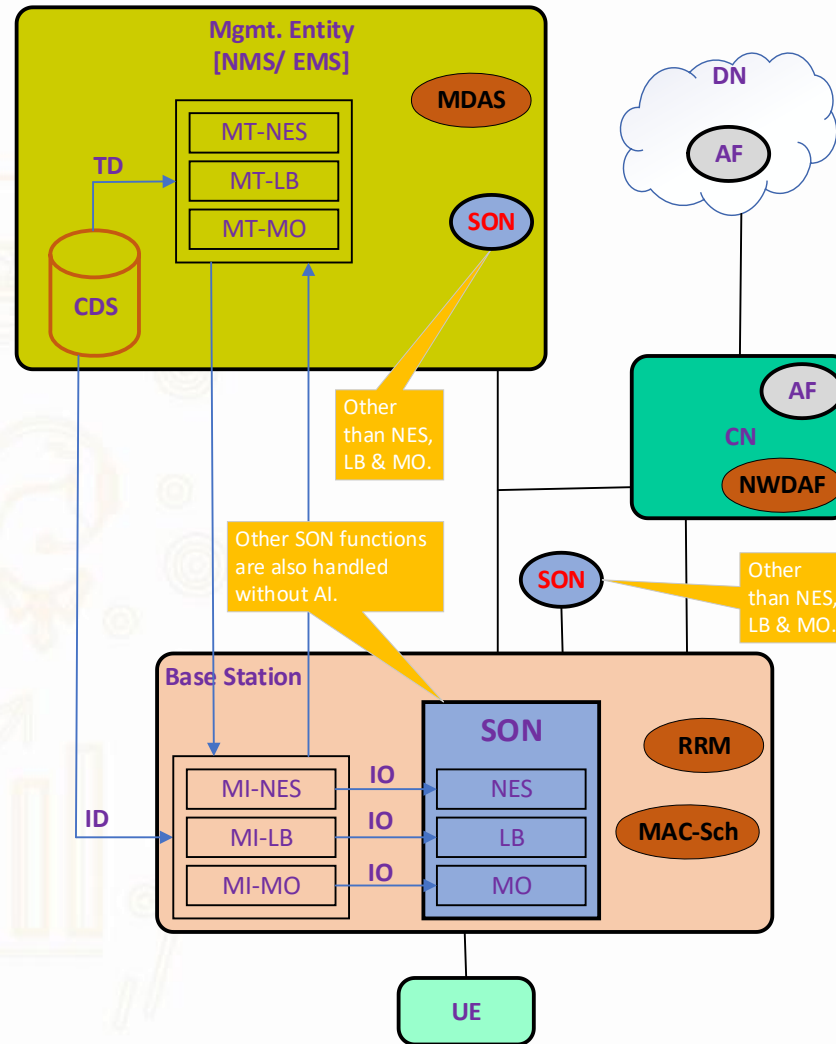 Mgmt. Entity
[NMS/ EMS]
MDAS
MT-NES
MT-LB
MT-MO
TD
CDS
SON
DN
AF
Other
than NES,
LB & MO.
AF
CN
NWDAF
Other SON functions
are also handled
without AI.
SON
Other
than NES,
LB & MO.
Base Station
SON
RRM
MI-NES
IO
NES
ID
MI-LB
IO
LB
MAC-Sch
MI-MO
IO
MO
UE